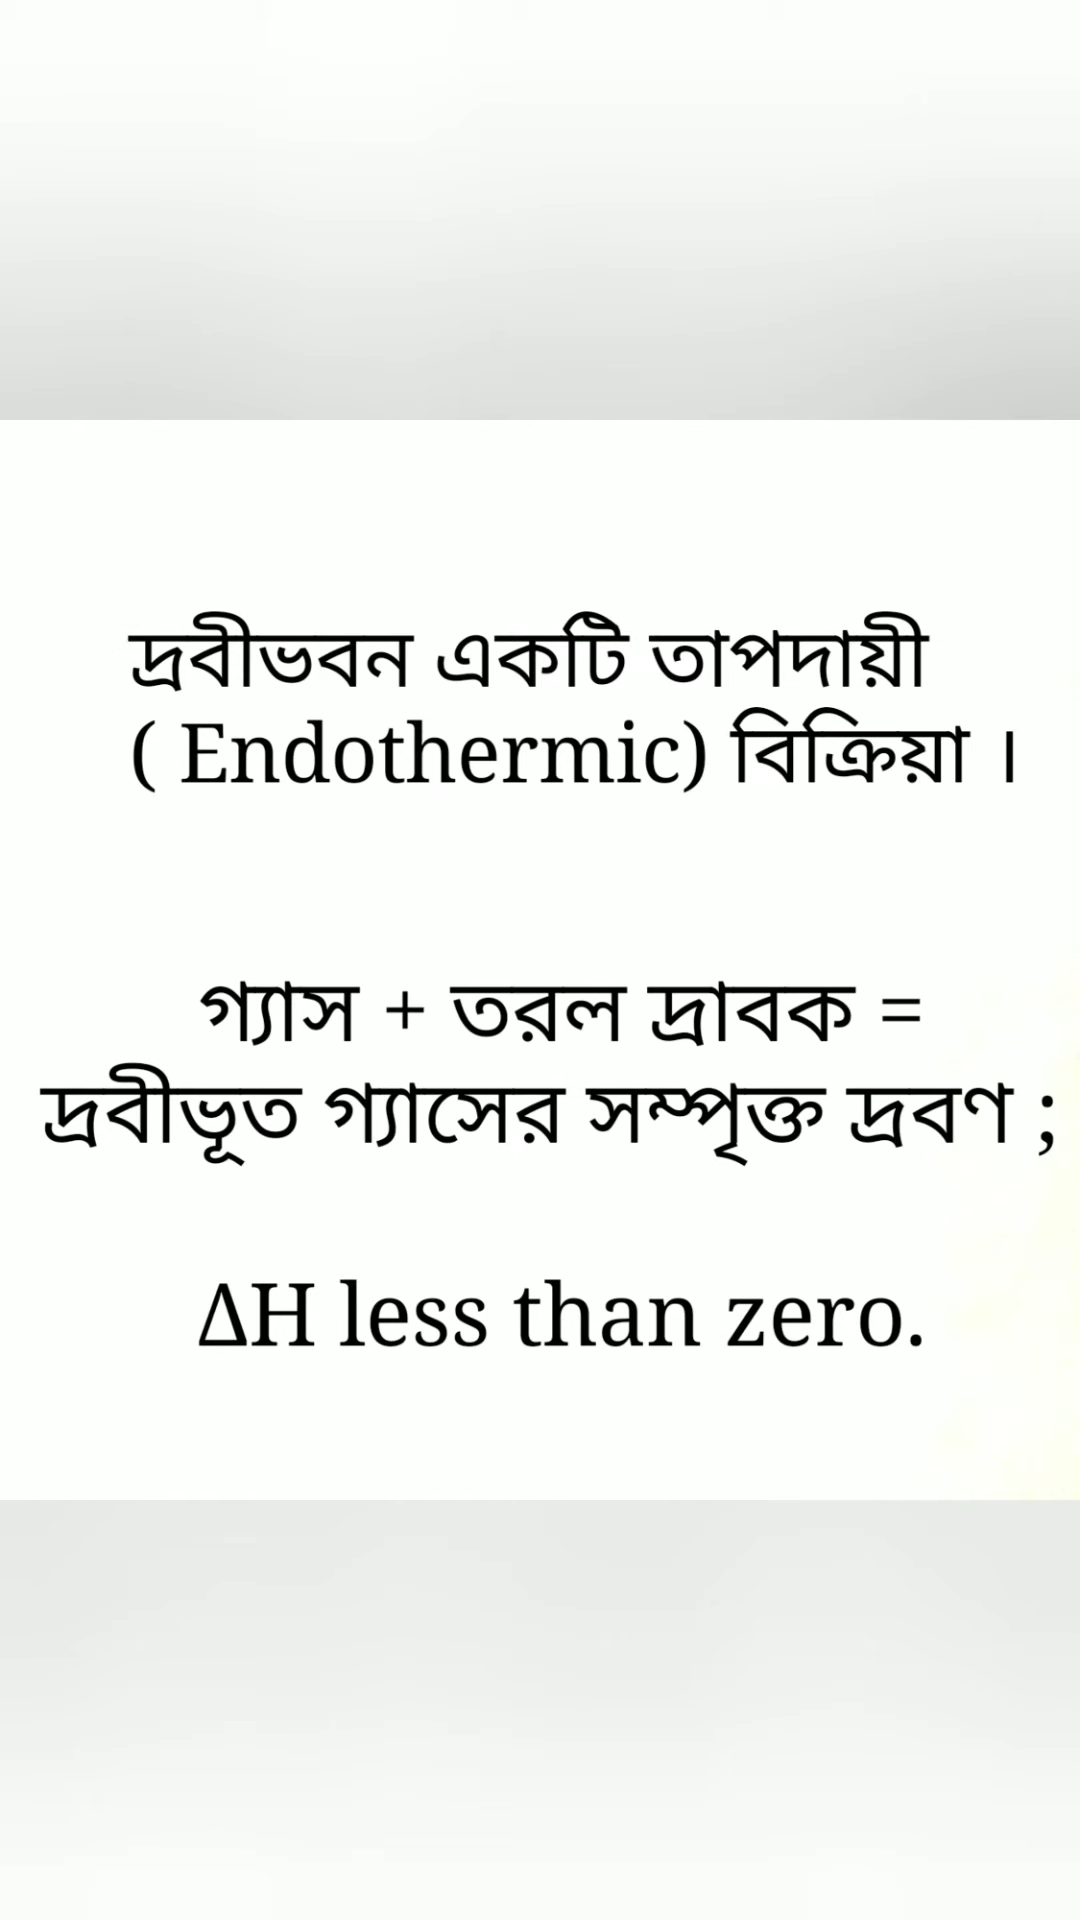 দ্রবীভবন একটি তাপদায়ী
( Endothermic) বিক্রিয়া ।
গ্যাস + তরল দ্রাবক =
দ্রবীভূত গ্যাসের সম্পৃক্ত দ্রবণ ;
ΔH less than zero.